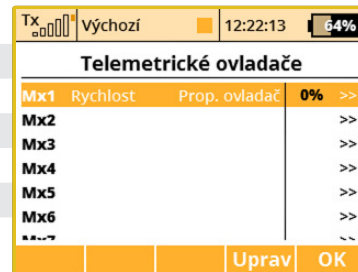 Tx Výchozí 12:22:13 64%
Telemetrické ovladače
Mx1 Rychlost Prop. ovladač 0% >>
Mx2 >>
Mx3 >>
Mx4 >>
Mx5 >>
Mx6 >>
Mx7 >>
Uprav OK